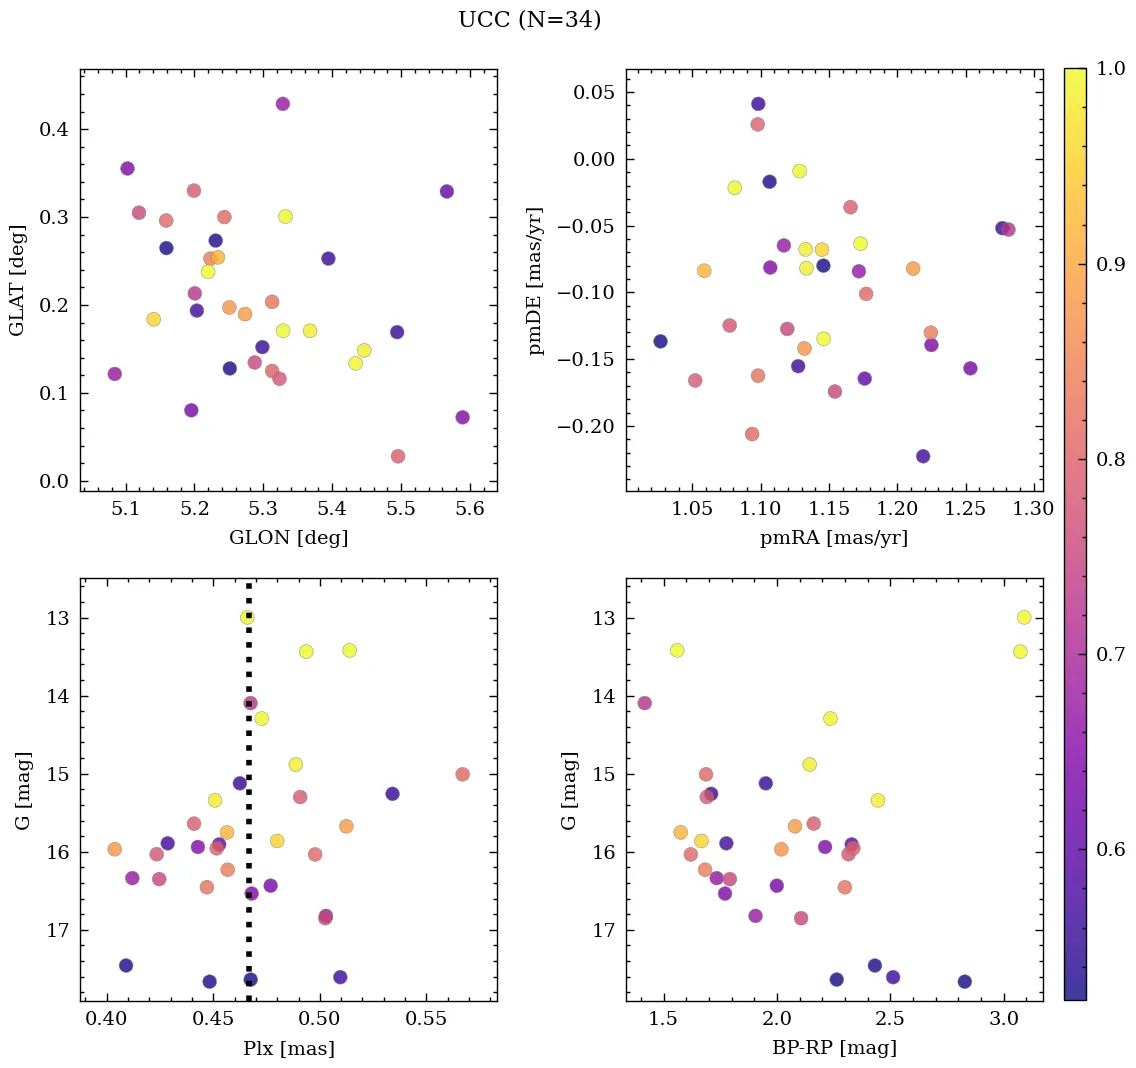 UCC (N=34)
0.4
0.3
0.2
0.1
0.0
GLAT [deg]
5.1 5.2 5.3 5.4 5.5 5.6
GLON [deg]
0.05
0.00
−0.05
−0.10
−0.15
−0.20
pmDE [mas/yr]
1.05 1.10 1.15 1.20 1.25 1.30
pmRA [mas/yr]
1.0
0.9
0.8
0.7
0.6
13
14
15
16
17
G [mag]
0.40 0.45 0.50 0.55
Plx [mas]
13
14
15
16
17
G [mag]
1.5 2.0 2.5 3.0
BP-RP [mag]